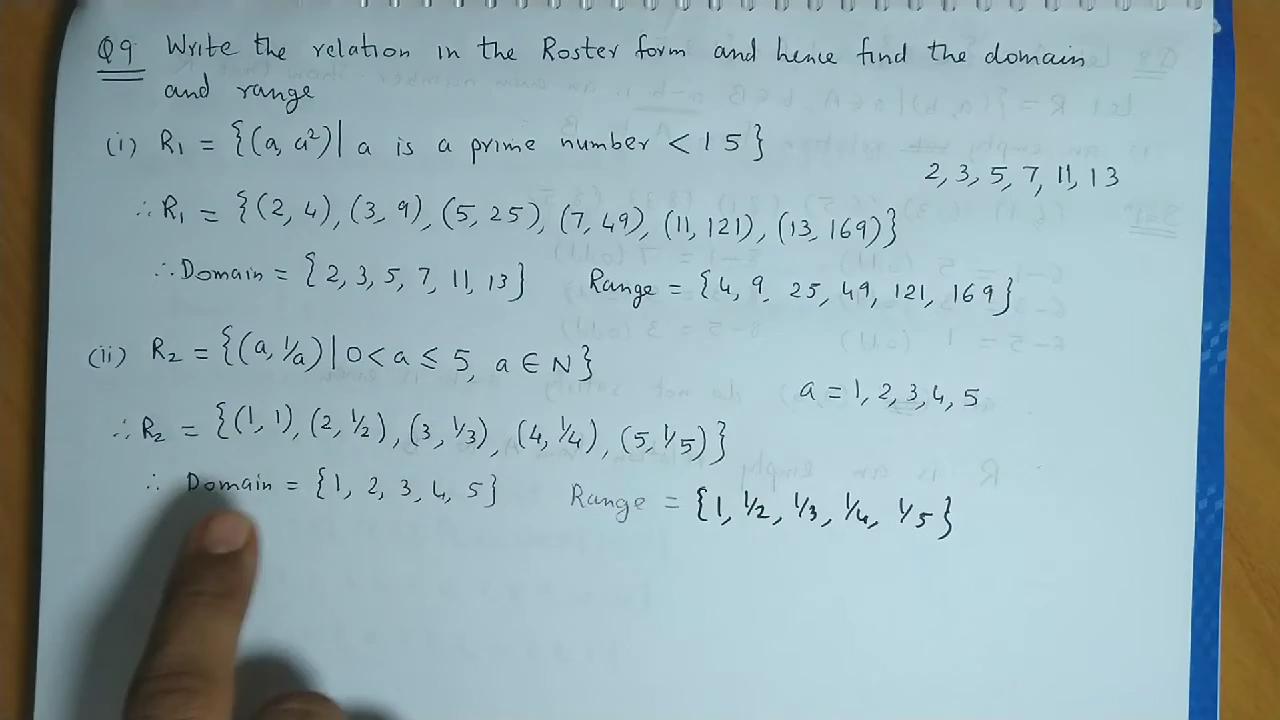 Q9 Write the relation in the Roster form and hence find the domain
and range
(i) R₁ = {(a, a²) | a is a prime number < 15}
2, 3, 5, 7, 11, 13
∴ R₁ = {(2, 4), (3, 9), (5, 25), (7, 49), (11, 121), (13, 169)}
∴ Domain = {2, 3, 5, 7, 11, 13} Range = {4, 9, 25, 49, 121, 169}
(ii) R₂ = {(a, 1/a) | 0 < a ≤ 5, a ∈ N}
a = 1, 2, 3, 4, 5
∴ R₂ = {(1, 1), (2, 1/2), (3, 1/3), (4, 1/4), (5, 1/5)}
∴ Domain = {1, 2, 3, 4, 5} Range = {1, 1/2, 1/3, 1/4, 1/5}